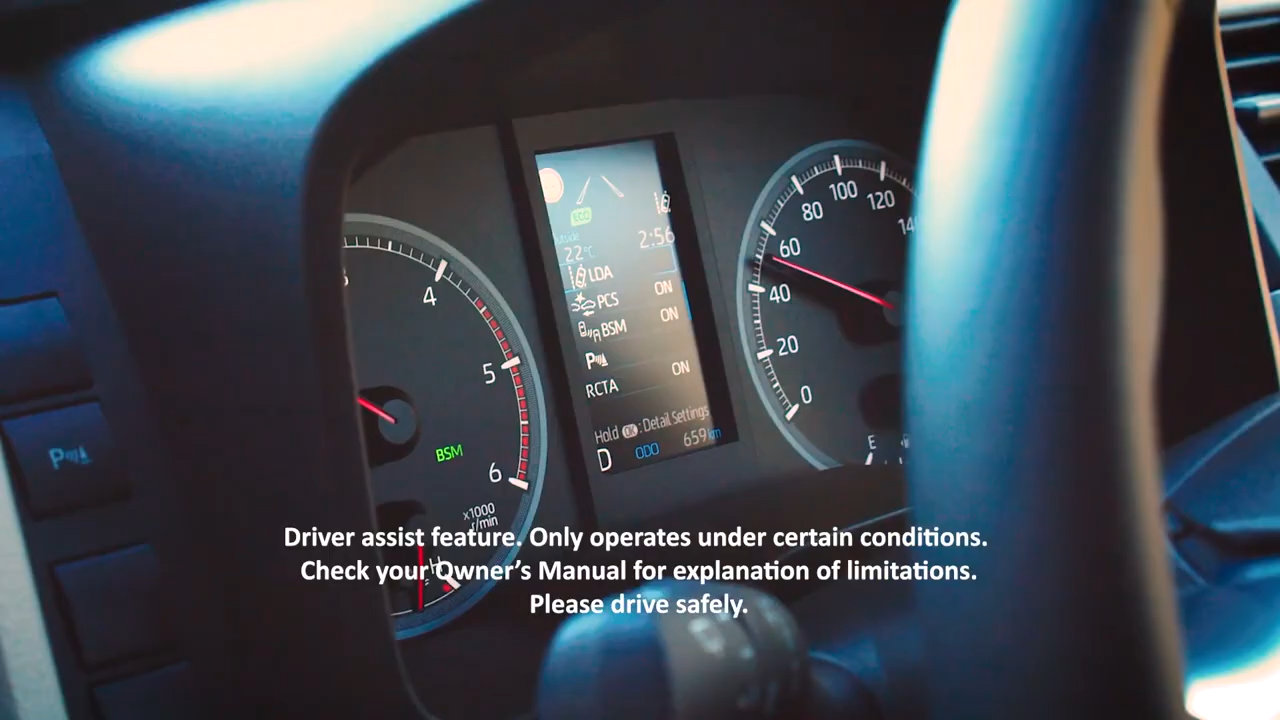 4
5
6
x1000
r/min
BSM
H
ECO
22°C
2:56
LDA
PCS ON
BSM ON
P
RCTA ON
Hold OK : Detail Settings
D ODO 659 km
0
20
40
60
80
100
120
E
P
Driver assist feature. Only operates under certain conditions.
Check your Owner's Manual for explanation of limitations.
Please drive safely.